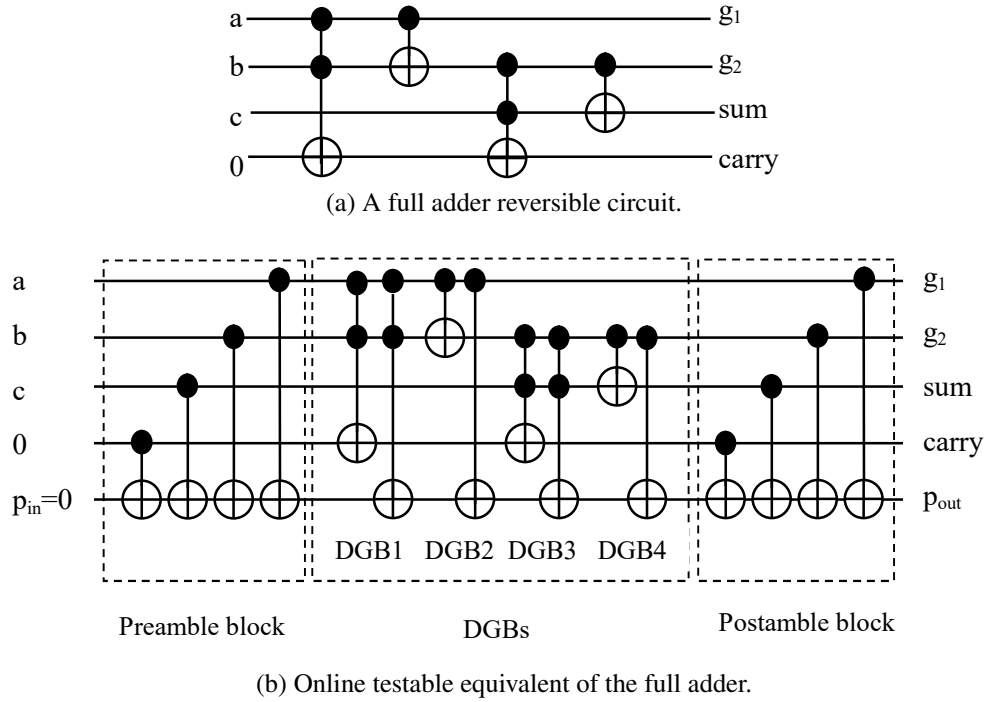 a g₁
b g₂
c sum
0 carry
(a) A full adder reversible circuit.
a g₁
b g₂
c sum
0 carry
pᵢₙ=0 pₒᵤₜ
DGB1 DGB2 DGB3 DGB4
Preamble block DGBs Postamble block
(b) Online testable equivalent of the full adder.